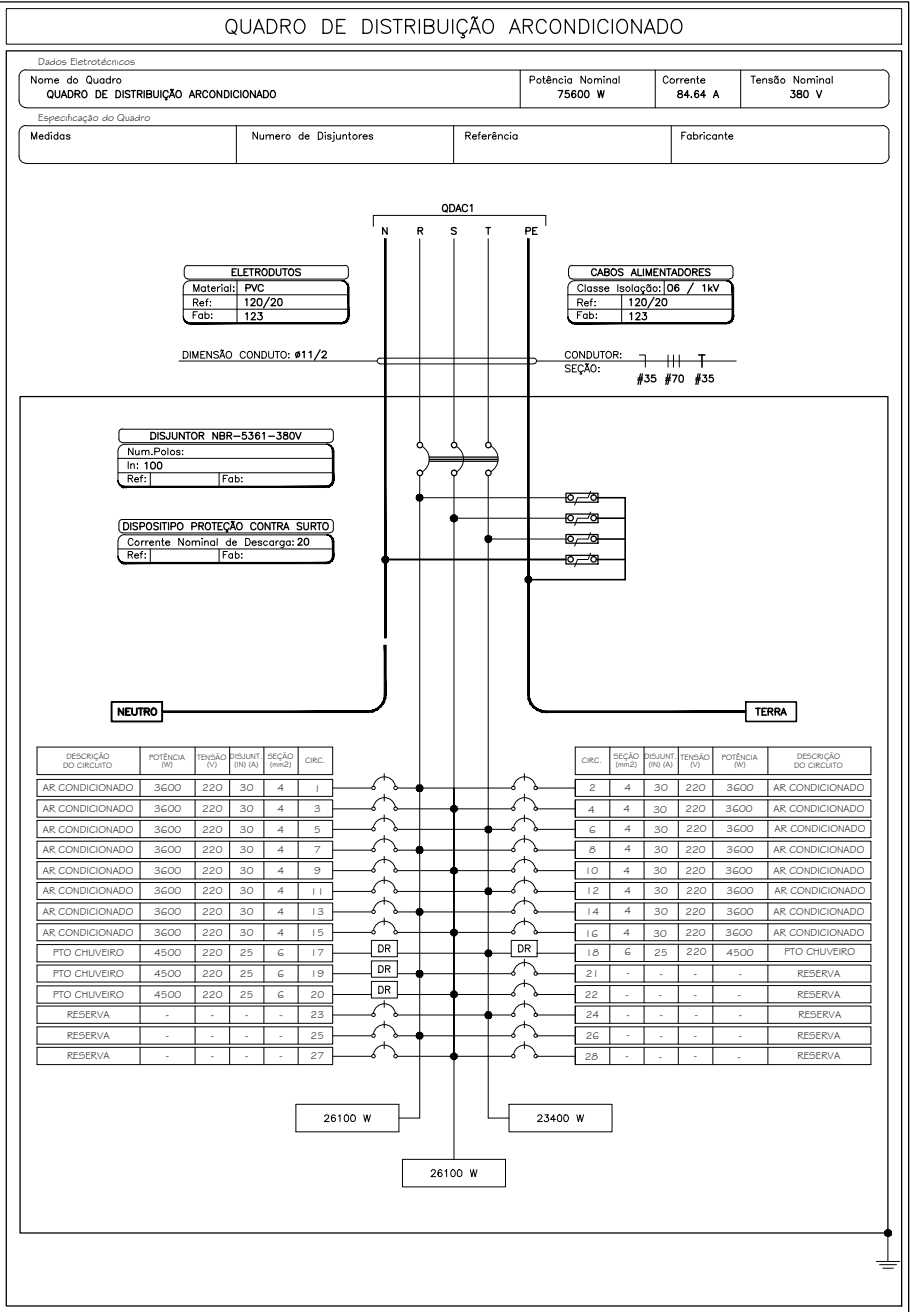 QUADRO DE DISTRIBUIÇÃO ARCONDICIONADO
Dados Eletrotécnicos
Nome do Quadro Potência Nominal Corrente Tensão Nominal
QUADRO DE DISTRIBUIÇÃO ARCONDICIONADO 75600 W 84.64 A 380 V
Especificação do Quadro
Medidas Numero de Disjuntores Referência Fabricante
QDAC1
N R S T PE
ELETRODUTOS
Material: PVC
Ref: 120/20
Fab: 123
CABOS ALIMENTADORES
Classe Isolação: 06 / 1kV
Ref: 120/20
Fab: 123
DIMENSÃO CONDUTO: ø11/2
CONDUTOR:
SEÇÃO:
#35 #70 #35
DISJUNTOR NBR-5361-380V
Num.Polos:
In: 100
Ref: Fab:
DISPOSITIPO PROTEÇÃO CONTRA SURTO
Corrente Nominal de Descarga: 20
Ref: Fab:
NEUTRO
TERRA
DESCRIÇÃO DO CIRCUITO POTÊNCIA (W) TENSÃO (V) DISJUNT. (IN) (A) SEÇÃO (mm2) CIRC. CIRC. SEÇÃO (mm2) DISJUNT. (IN) (A) TENSÃO (V) POTÊNCIA (W) DESCRIÇÃO DO CIRCUITO
AR CONDICIONADO 3600 220 30 4 1 2 4 30 220 3600 AR CONDICIONADO
AR CONDICIONADO 3600 220 30 4 3 4 4 30 220 3600 AR CONDICIONADO
AR CONDICIONADO 3600 220 30 4 5 6 4 30 220 3600 AR CONDICIONADO
AR CONDICIONADO 3600 220 30 4 7 8 4 30 220 3600 AR CONDICIONADO
AR CONDICIONADO 3600 220 30 4 9 10 4 30 220 3600 AR CONDICIONADO
AR CONDICIONADO 3600 220 30 4 11 12 4 30 220 3600 AR CONDICIONADO
AR CONDICIONADO 3600 220 30 4 13 14 4 30 220 3600 AR CONDICIONADO
AR CONDICIONADO 3600 220 30 4 15 16 4 30 220 3600 AR CONDICIONADO
PTO CHUVEIRO 4500 220 25 6 17 DR DR 18 6 25 220 4500 PTO CHUVEIRO
PTO CHUVEIRO 4500 220 25 6 19 DR 21 - - - - RESERVA
PTO CHUVEIRO 4500 220 25 6 20 DR 22 - - - - RESERVA
RESERVA - - - - 23 24 - - - - RESERVA
RESERVA - - - - 25 26 - - - - RESERVA
RESERVA - - - - 27 28 - - - - RESERVA
26100 W 23400 W
26100 W